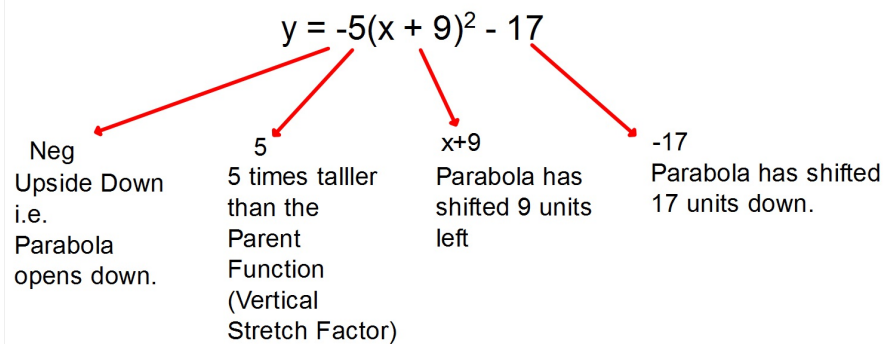 y = -5(x + 9)² - 17
Neg
Upside Down
i.e.
Parabola
opens down.
5
5 times talller
than the
Parent
Function
(Vertical
Stretch Factor)
x+9
Parabola has
shifted 9 units
left
-17
Parabola has shifted
17 units down.